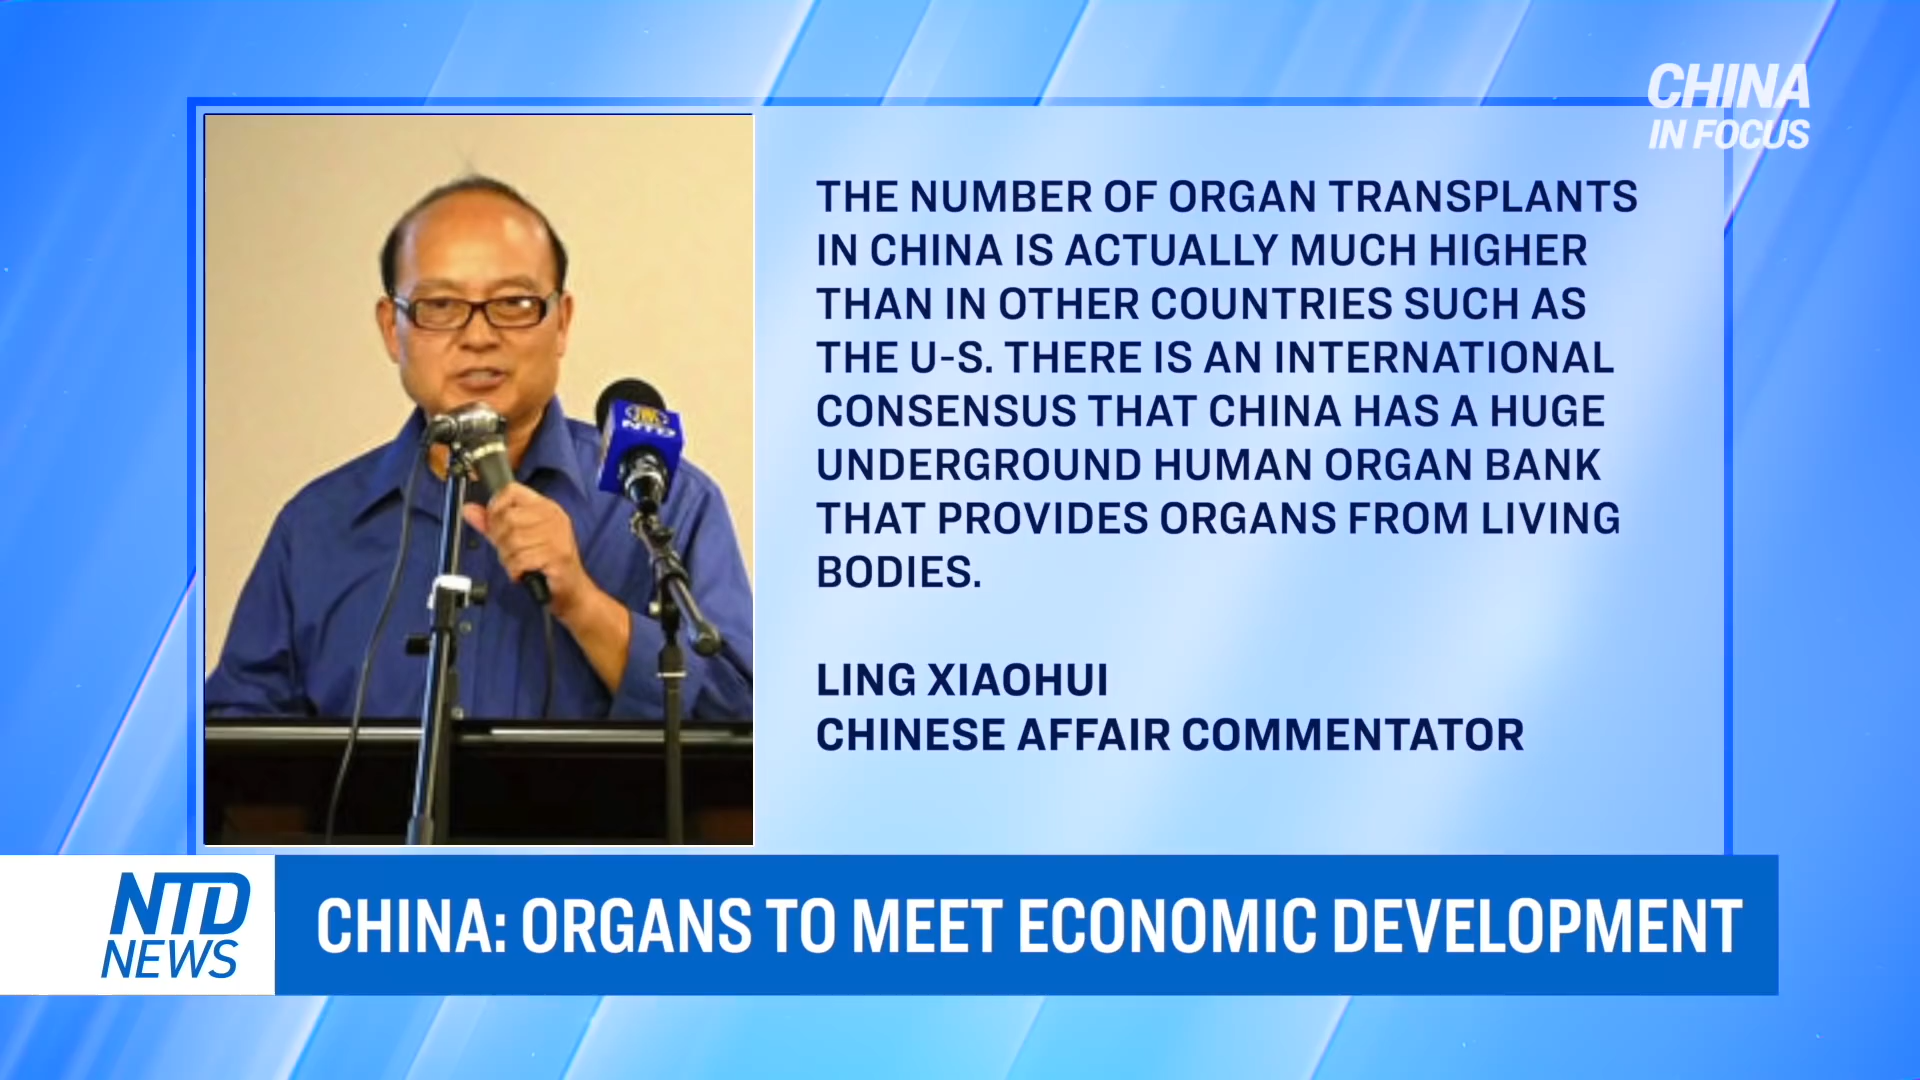 CHINA
IN FOCUS
THE NUMBER OF ORGAN TRANSPLANTS
IN CHINA IS ACTUALLY MUCH HIGHER
THAN IN OTHER COUNTRIES SUCH AS
THE U-S. THERE IS AN INTERNATIONAL
CONSENSUS THAT CHINA HAS A HUGE
UNDERGROUND HUMAN ORGAN BANK
THAT PROVIDES ORGANS FROM LIVING
BODIES.
LING XIAOHUI
CHINESE AFFAIR COMMENTATOR
NTD
NTD
NEWS
CHINA: ORGANS TO MEET ECONOMIC DEVELOPMENT